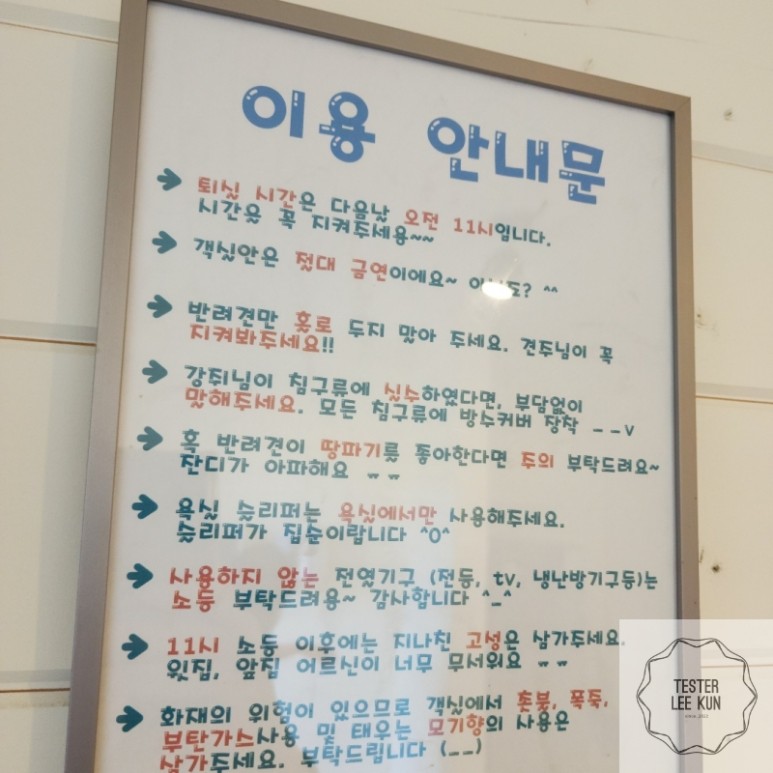 이용 안내문
➔ 퇴실 시간은 다음날 오전 11시입니다.
시간을 꼭 지켜주세용~~
➔ 객실안은 절대 금연이에요~ ^^
➔ 반려견만 홀로 두지 말아 주세요. 견주님이 꼭
지켜봐주세요!!
➔ 강쥐님이 침구류에 실수하였다면, 부담없이
말해주세요. 모든 침구류에 방수커버 장착 _ _V
➔ 혹 반려견이 땅파기를 좋아한다면 주의 부탁드려요~
잔디가 아파해요 ㅠ ㅠ
➔ 욕실 슬리퍼는 욕실에서만 사용해주세요.
슬리퍼가 집순이랍니다 ^0^
➔ 사용하지 않는 전열기구 (전등, tv, 냉난방기구등)는
소등 부탁드려용~ 감사합니다 ^_^
➔ 11시 소등 이후에는 지나친 고성은 삼가주세요.
윗집, 앞집 어르신이 너무 무서워요 ㅠ ㅠ
➔ 화재의 위험이 있으므로 객실에서 촛불, 폭죽,
부탄가스사용 및 태우는 모기향의 사용은
삼가주세요. 부탁드림니다 (__)
TESTER
LEE KUN